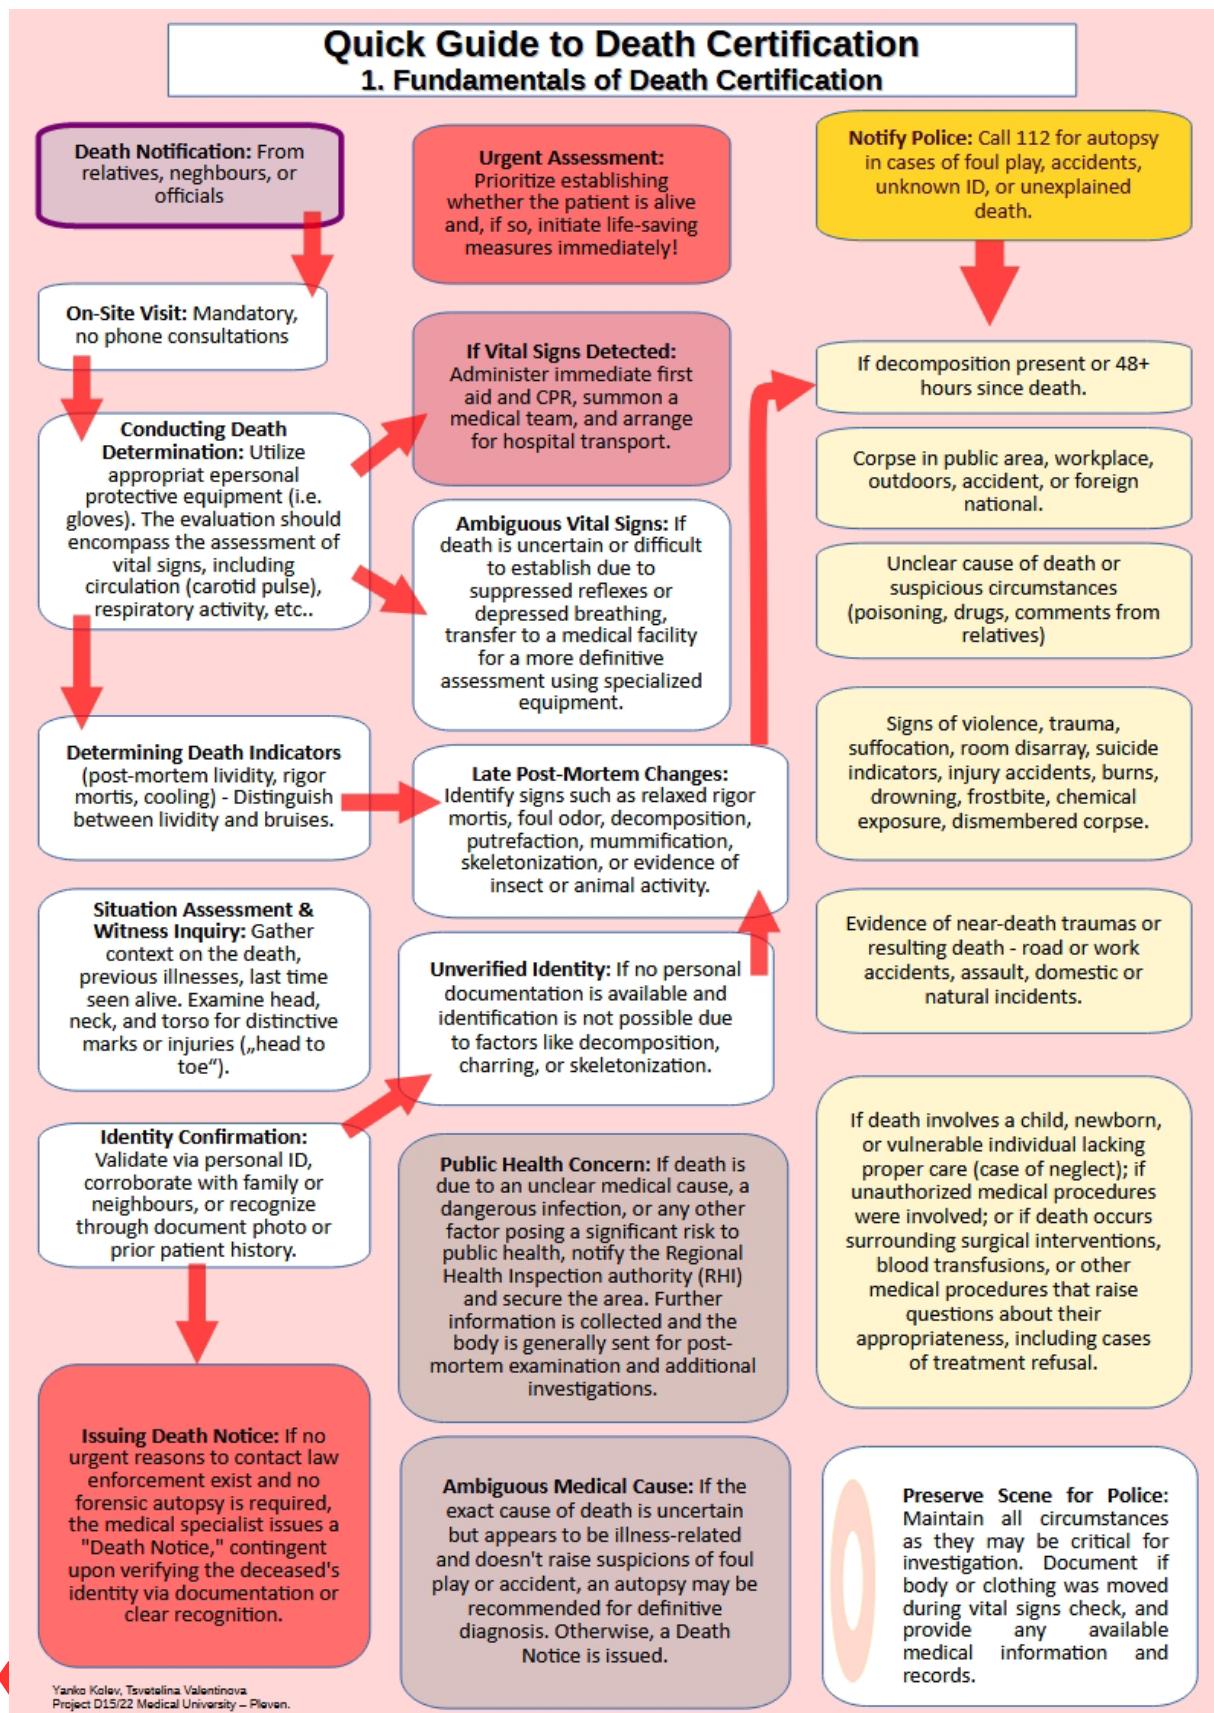 Quick Guide to Death Certification
1. Fundamentals of Death Certification
Death Notification: From
relatives, neghbours, or
officials
On-Site Visit: Mandatory,
no phone consultations
Conducting Death
Determination: Utilize
appropriat epersonal
protective equipment (i.e.
gloves). The evaluation should
encompass the assessment of
vital signs, including
circulation (carotid pulse),
respiratory activity, etc..
Determining Death Indicators
(post-mortem lividity, rigor
mortis, cooling) - Distinguish
between lividity and bruises.
Situation Assessment &
Witness Inquiry: Gather
context on the death,
previous illnesses, last time
seen alive. Examine head,
neck, and torso for distinctive
marks or injuries („head to
toe“).
Identity Confirmation:
Validate via personal ID,
corroborate with family or
neighbours, or recognize
through document photo or
prior patient history.
Issuing Death Notice: If no
urgent reasons to contact law
enforcement exist and no
forensic autopsy is required,
the medical specialist issues a
"Death Notice," contingent
upon verifying the deceased's
identity via documentation or
clear recognition.
Yanko Kolev, Tsvetelina Valentinova
Project D15/22 Medical University – Pleven.
Urgent Assessment:
Prioritize establishing
whether the patient is alive
and, if so, initiate life-saving
measures immediately!
If Vital Signs Detected:
Administer immediate first
aid and CPR, summon a
medical team, and arrange
for hospital transport.
Ambiguous Vital Signs: If
death is uncertain or difficult
to establish due to
suppressed reflexes or
depressed breathing,
transfer to a medical facility
for a more definitive
assessment using specialized
equipment.
Late Post-Mortem Changes:
Identify signs such as relaxed rigor
mortis, foul odor, decomposition,
putrefaction, mummification,
skeletonization, or evidence of
insect or animal activity.
Unverified Identity: If no personal
documentation is available and
identification is not possible due
to factors like decomposition,
charring, or skeletonization.
Public Health Concern: If death is
due to an unclear medical cause, a
dangerous infection, or any other
factor posing a significant risk to
public health, notify the Regional
Health Inspection authority (RHI)
and secure the area. Further
information is collected and the
body is generally sent for post-
mortem examination and additional
investigations.
Ambiguous Medical Cause: If the
exact cause of death is uncertain
but appears to be illness-related
and doesn't raise suspicions of foul
play or accident, an autopsy may be
recommended for definitive
diagnosis. Otherwise, a Death
Notice is issued.
Notify Police: Call 112 for autopsy
in cases of foul play, accidents,
unknown ID, or unexplained
death.
If decomposition present or 48+
hours since death.
Corpse in public area, workplace,
outdoors, accident, or foreign
national.
Unclear cause of death or
suspicious circumstances
(poisoning, drugs, comments from
relatives)
Signs of violence, trauma,
suffocation, room disarray, suicide
indicators, injury accidents, burns,
drowning, frostbite, chemical
exposure, dismembered corpse.
Evidence of near-death traumas or
resulting death - road or work
accidents, assault, domestic or
natural incidents.
If death involves a child, newborn,
or vulnerable individual lacking
proper care (case of neglect); if
unauthorized medical procedures
were involved; or if death occurs
surrounding surgical interventions,
blood transfusions, or other
medical procedures that raise
questions about their
appropriateness, including cases
of treatment refusal.
Preserve Scene for Police:
Maintain all circumstances
as they may be critical for
investigation. Document if
body or clothing was moved
during vital signs check, and
provide any available
medical information and
records.